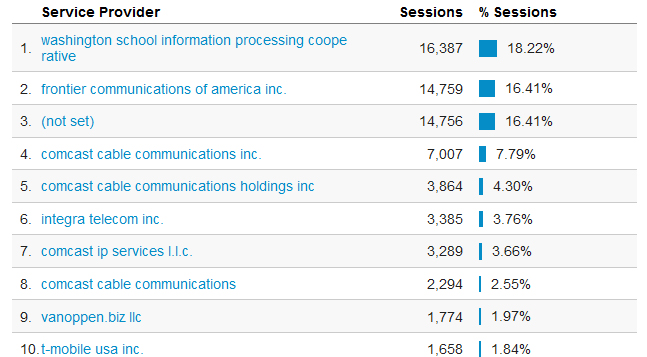 Service Provider Sessions % Sessions
1. washington school information processing coope
rative 16,387 18.22%
2. frontier communications of america inc. 14,759 16.41%
3. (not set) 14,756 16.41%
4. comcast cable communications inc. 7,007 7.79%
5. comcast cable communications holdings inc 3,864 4.30%
6. integra telecom inc. 3,385 3.76%
7. comcast ip services l.l.c. 3,289 3.66%
8. comcast cable communications 2,294 2.55%
9. vanoppen.biz llc 1,774 1.97%
10. t-mobile usa inc. 1,658 1.84%